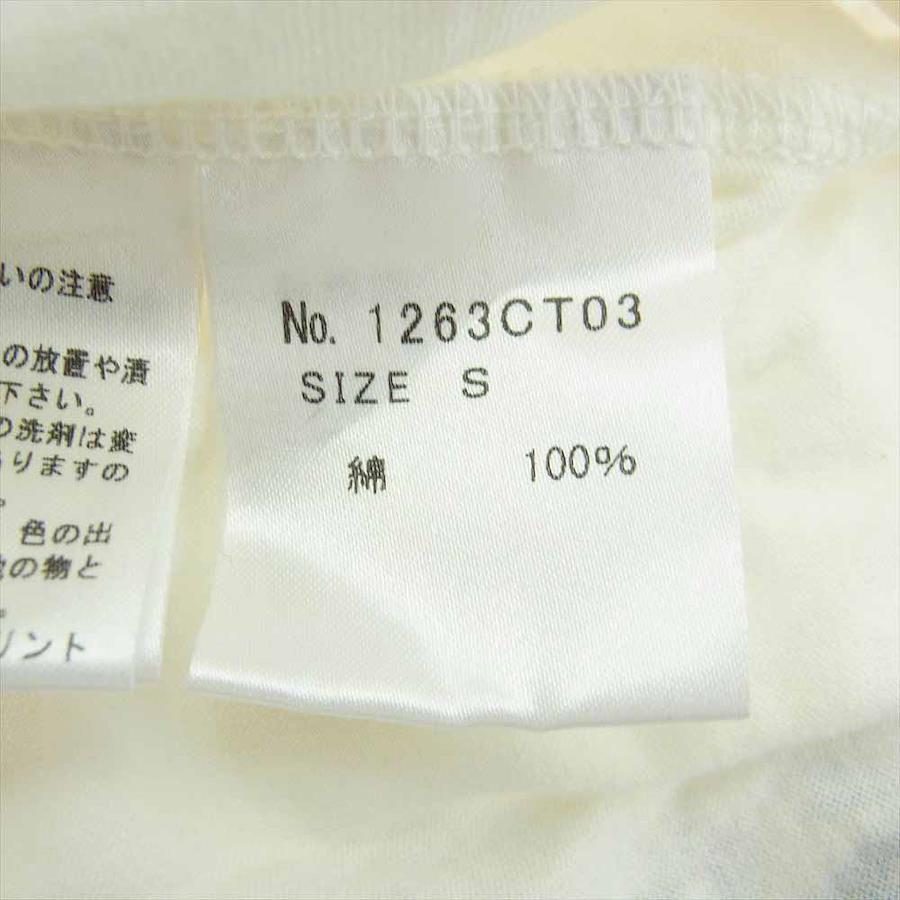 いの注意
の放置や済
下さい。
の洗剤は変
りますの
。
色の出
の物と
。
リント
No. 1263CT03
SIZE S
綿 100%